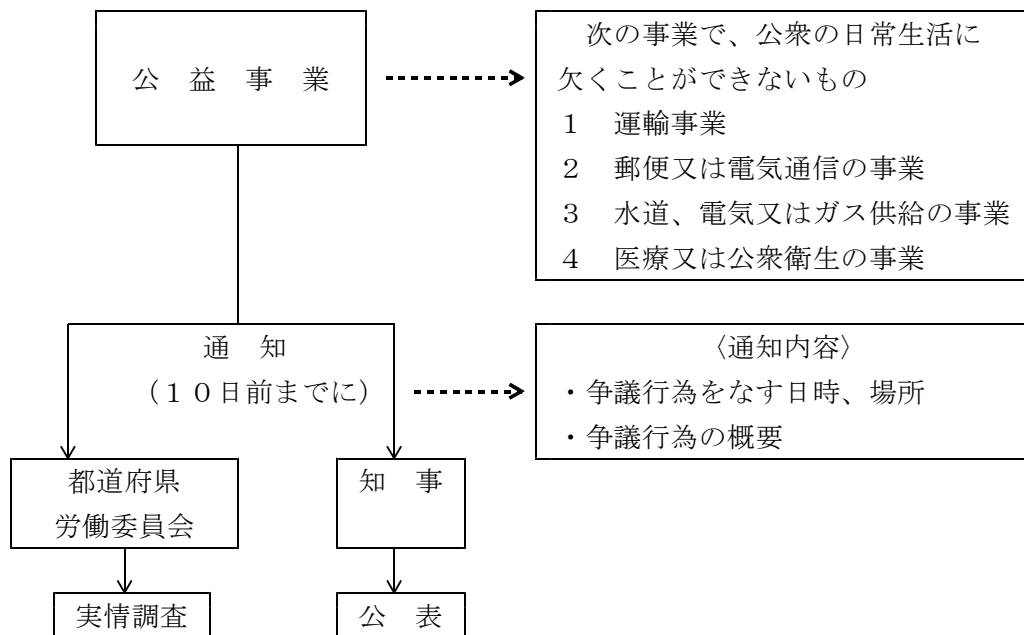 公　益　事　業
次の事業で、公衆の日常生活に
欠くことができないもの
１　運輸事業
２　郵便又は電気通信の事業
３　水道、電気又はガス供給の事業
４　医療又は公衆衛生の事業
通　知
（１０日前までに）
〈通知内容〉
・争議行為をなす日時、場所
・争議行為の概要
都道府県
労働委員会
知　事
実情調査
公　表